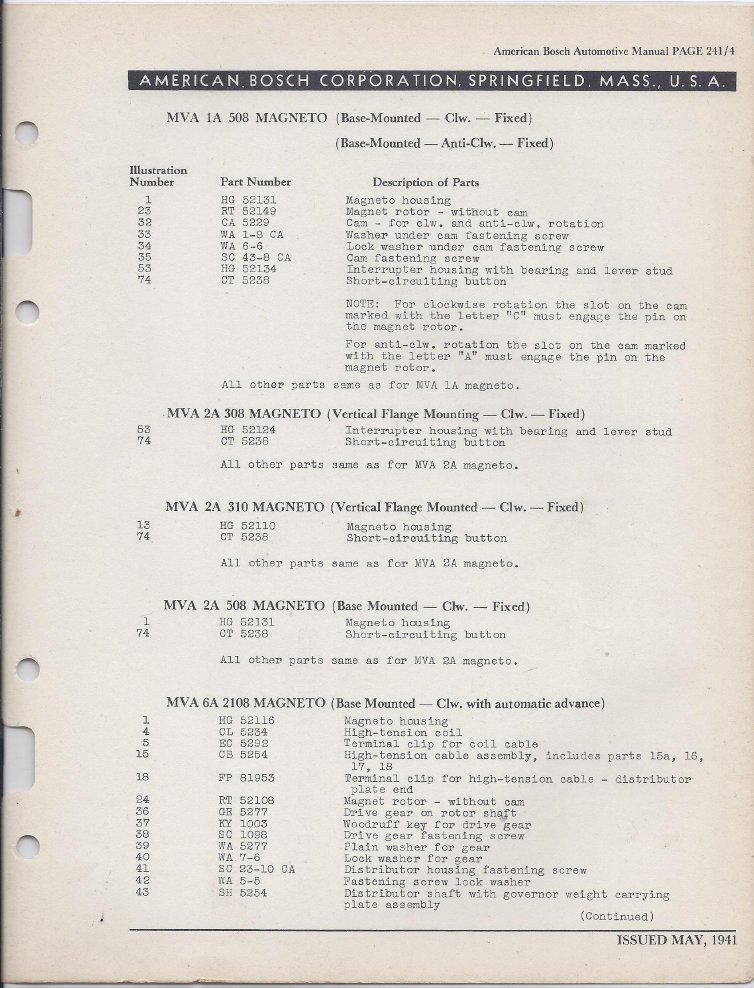 American Bosch Automotive Manual PAGE 241/4
AMERICAN BOSCH CORPORATION, SPRINGFIELD, MASS., U.S.A.
MVA 1A 508 MAGNETO (Base-Mounted — Clw. — Fixed)
(Base-Mounted — Anti-Clw. — Fixed)
Illustration
Number Part Number Description of Parts
1 HG 52131 Magneto housing
23 RT 52149 Magnet rotor - without cam
32 CA 5229 Cam - for clw. and anti-clw. rotation
33 WA 1-8 CA Washer under cam fastening screw
34 WA 6-6 Lock washer under cam fastening screw
35 SC 43-8 CA Cam fastening screw
53 HG 52134 Interrupter housing with bearing and lever stud
74 CT 5238 Short-circuiting button
NOTE: For clockwise rotation the slot on the cam
marked with the letter "C" must engage the pin on
the magnet rotor.
For anti-clw. rotation the slot on the cam marked
with the letter "A" must engage the pin on the
magnet rotor.
All other parts same as for MVA 1A magneto.
MVA 2A 308 MAGNETO (Vertical Flange Mounting — Clw. — Fixed)
53 HG 52124 Interrupter housing with bearing and lever stud
74 CT 5238 Short-circuiting button
All other parts same as for MVA 2A magneto.
MVA 2A 310 MAGNETO (Vertical Flange Mounted — Clw. — Fixed)
13 HG 52110 Magneto housing
74 CT 5238 Short-circuiting button
All other parts same as for MVA 2A magneto.
MVA 2A 508 MAGNETO (Base Mounted — Clw. — Fixed)
1 HG 52131 Magneto housing
74 CT 5238 Short-circuiting button
All other parts same as for MVA 2A magneto.
MVA 6A 2108 MAGNETO (Base Mounted — Clw. with automatic advance)
1 HG 52116 Magneto housing
4 CL 5234 High-tension coil
5 EC 5292 Terminal clip for coil cable
15 CB 5254 High-tension cable assembly, includes parts 15a, 16,
17, 18
18 FP 81953 Terminal clip for high-tension cable - distributor
plate end
24 RT 52108 Magnet rotor - without cam
36 GE 5277 Drive gear on rotor shaft
37 KY 1003 Woodruff key for drive gear
38 SC 1098 Drive gear fastening screw
39 WA 5277 Plain washer for gear
40 WA 7-6 Lock washer for gear
41 SC 23-10 CA Distributor housing fastening screw
42 WA 5-5 Fastening screw lock washer
43 SH 5254 Distributor shaft with governor weight carrying
plate assembly
(Continued)
ISSUED MAY, 1941